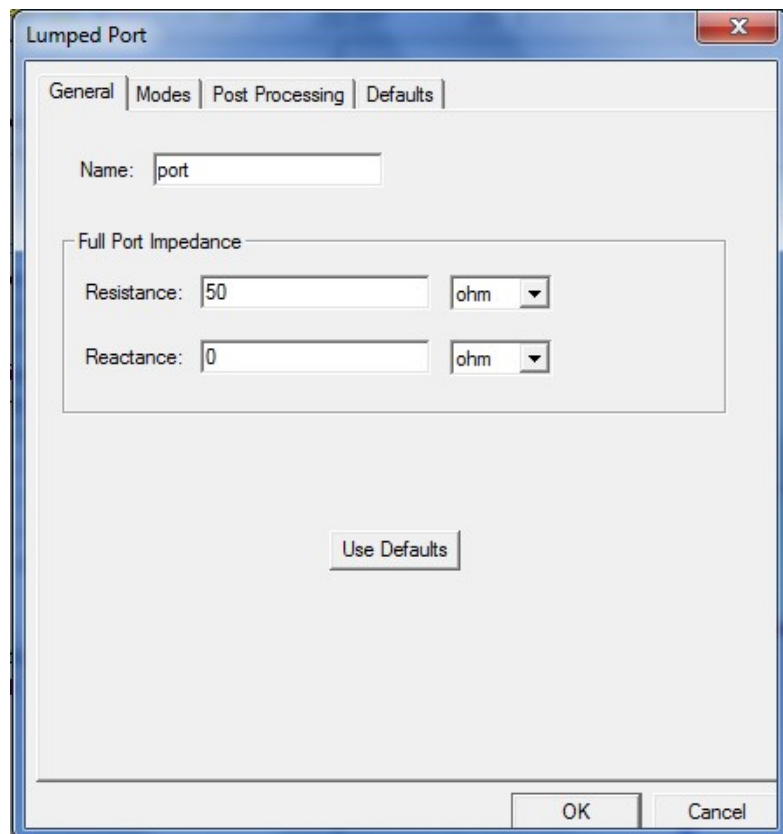 Lumped Port
X
General Modes Post Processing Defaults
Name: port
Full Port Impedance
Resistance: 50 ohm
Reactance: 0 ohm
Use Defaults
OK Cancel